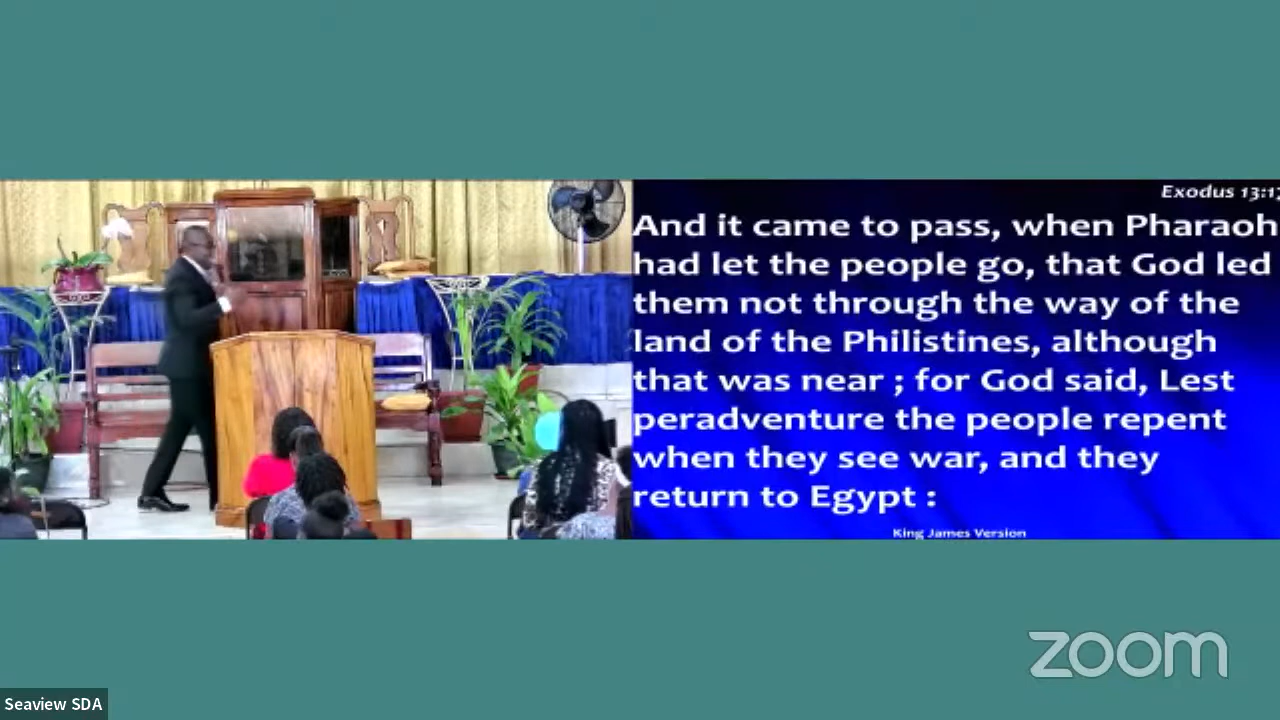 Exodus 13:17
And it came to pass, when Pharaoh
had let the people go, that God led
them not through the way of the
land of the Philistines, although
that was near ; for God said, Lest
peradventure the people repent
when they see war, and they
return to Egypt :
King James Version
zoom
Seaview SDA